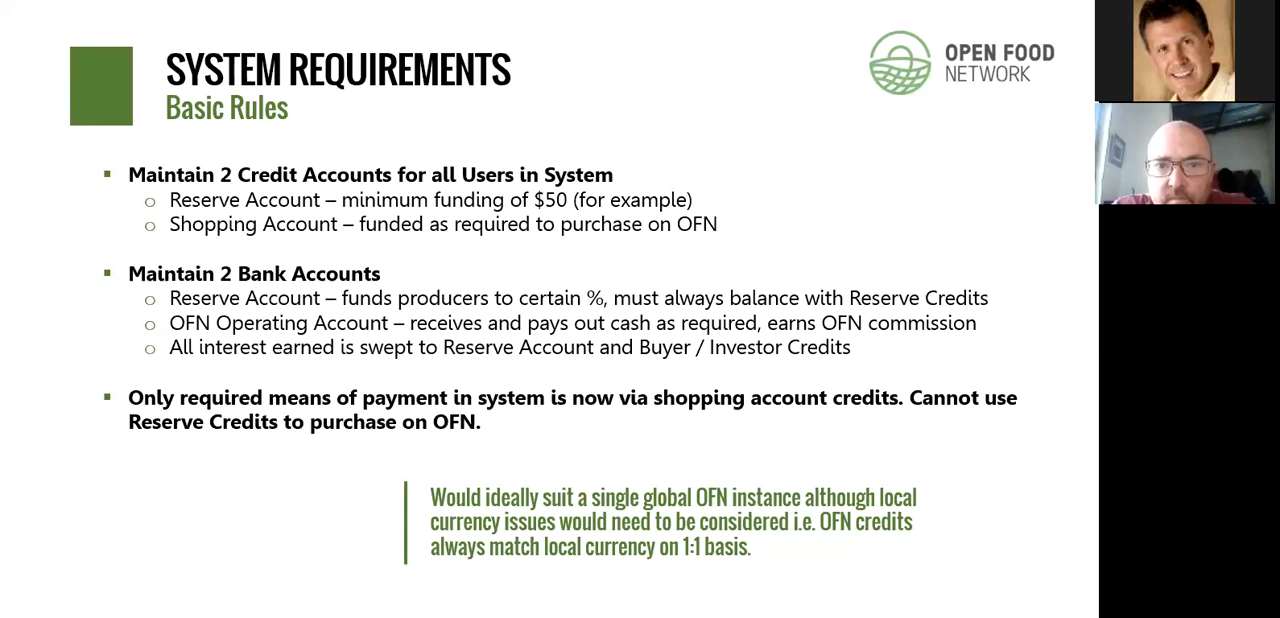 SYSTEM REQUIREMENTS
Basic Rules
OPEN FOOD
NETWORK
▪ Maintain 2 Credit Accounts for all Users in System
o Reserve Account – minimum funding of $50 (for example)
o Shopping Account – funded as required to purchase on OFN
▪ Maintain 2 Bank Accounts
o Reserve Account – funds producers to certain %, must always balance with Reserve Credits
o OFN Operating Account – receives and pays out cash as required, earns OFN commission
o All interest earned is swept to Reserve Account and Buyer / Investor Credits
▪ Only required means of payment in system is now via shopping account credits. Cannot use
Reserve Credits to purchase on OFN.
Would ideally suit a single global OFN instance although local
currency issues would need to be considered i.e. OFN credits
always match local currency on 1:1 basis.